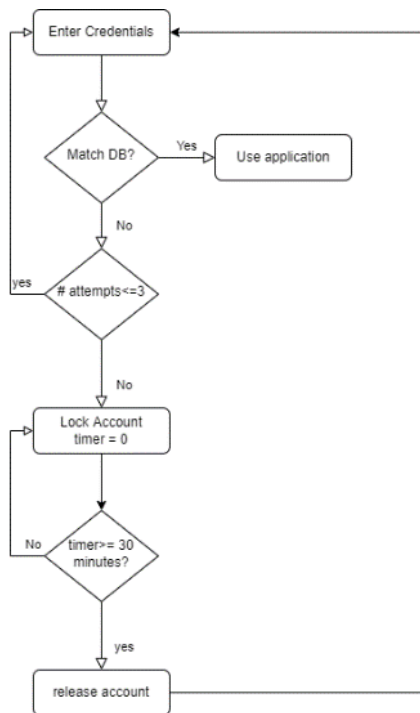 Enter Credentials
Match DB?
Yes
Use application
No
# attempts<=3
yes
No
Lock Account
timer = 0
No
timer>= 30
minutes?
yes
release account